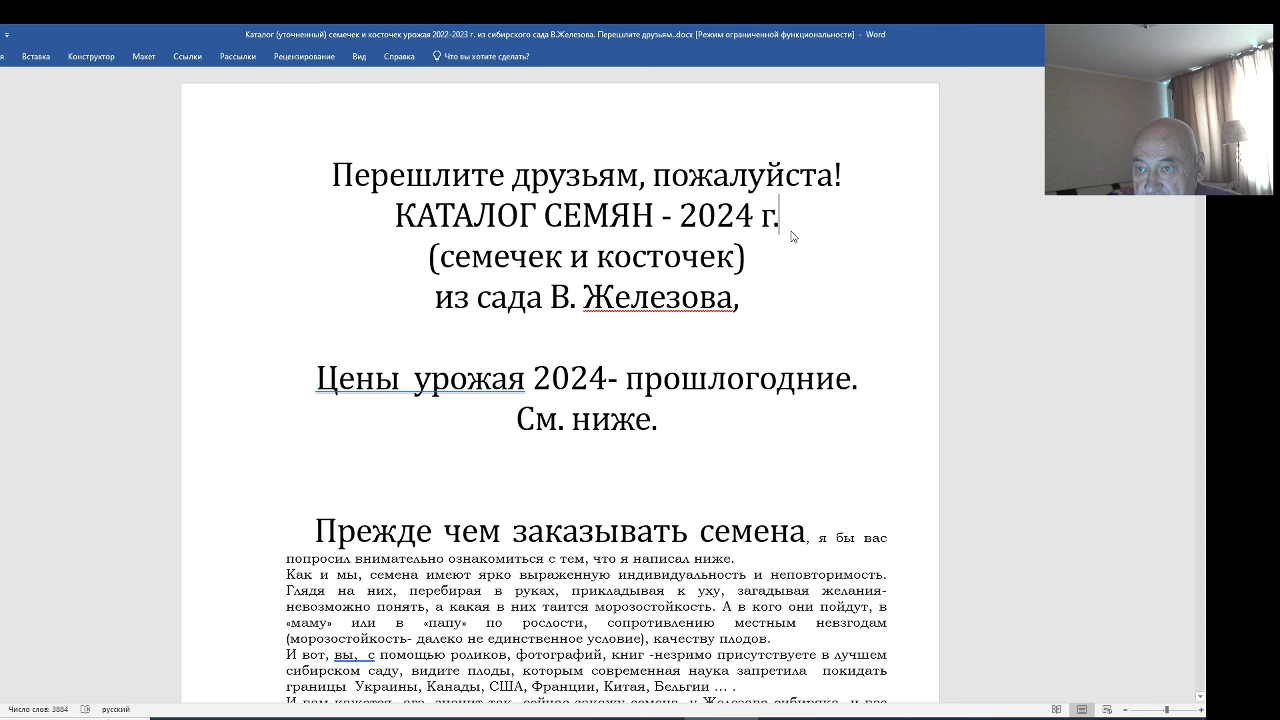 Каталог (уточненный) семечек и косточек урожая 2022-2023 г. из сибирского сада В.Железова. Перешлите друзьям..docx [Режим ограниченной функциональности] - Word
Вставка Конструктор Макет Ссылки Рассылки Рецензирование Вид Справка Что вы хотите сделать?
Перешлите друзьям, пожалуйста!
КАТАЛОГ СЕМЯН - 2024 г.
(семечек и косточек)
из сада В. Железова,
Цены урожая 2024- прошлогодние.
См. ниже.
Прежде чем заказывать семена, я бы вас
попросил внимательно ознакомиться с тем, что я написал ниже.
Как и мы, семена имеют ярко выраженную индивидуальность и неповторимость.
Глядя на них, перебирая в руках, прикладывая к уху, загадывая желания-
невозможно понять, а какая в них таится морозостойкость. А в кого они пойдут, в
«маму» или в «папу» по рослости, сопротивлению местным невзгодам
(морозостойкость- далеко не единственное условие), качеству плодов.
И вот, вы, с помощью роликов, фотографий, книг -незримо присутствуете в лучшем
сибирском саду, видите плоды, которым современная наука запретила покидать
границы Украины, Канады, США, Франции, Китая, Бельгии ... .
Число слов: 3884 русский